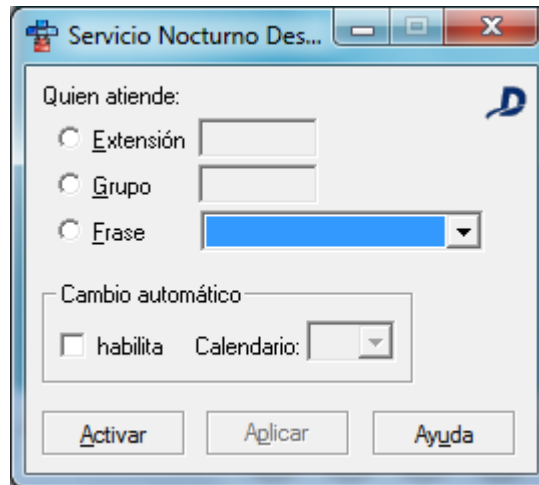 Servicio Nocturno Des...
Quien atiende:
Extensión
Grupo
Frase
Cambio automático
habilita Calendario:
Activar Aplicar Ayuda